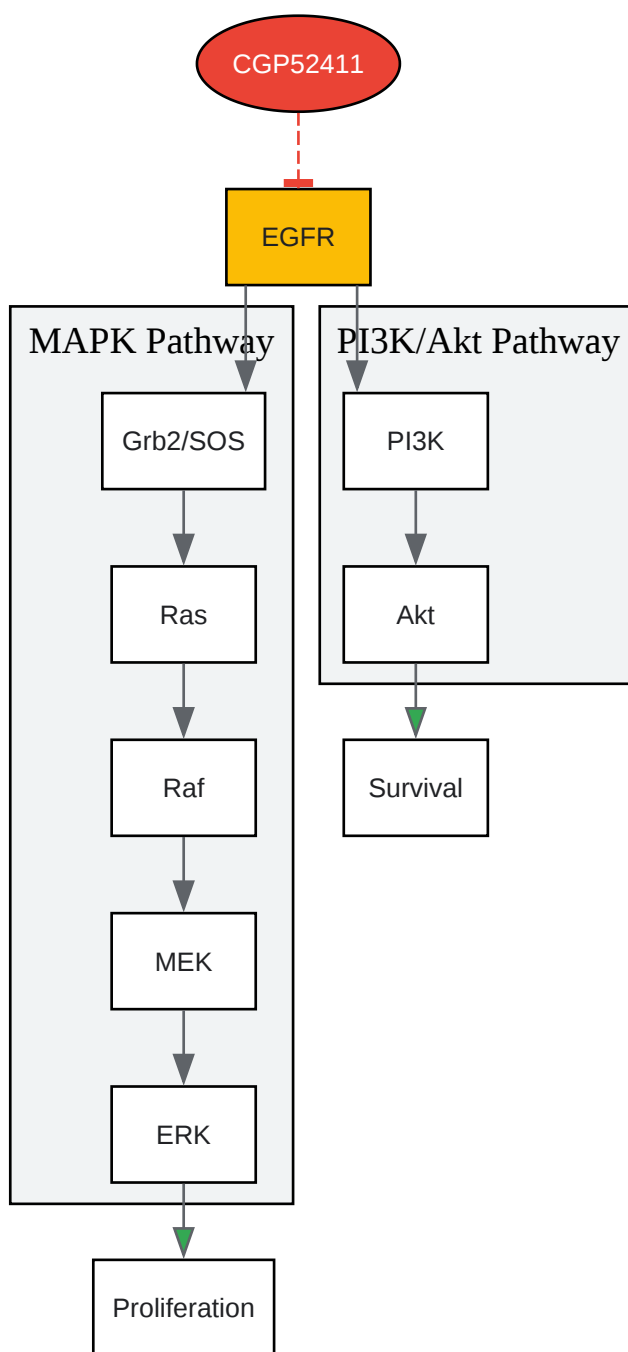 CGP52411
EGFR
MAPK Pathway
PI3K/Akt Pathway
Grb2/SOS
PI3K
Ras
Akt
Raf
Survival
MEK
ERK
Proliferation